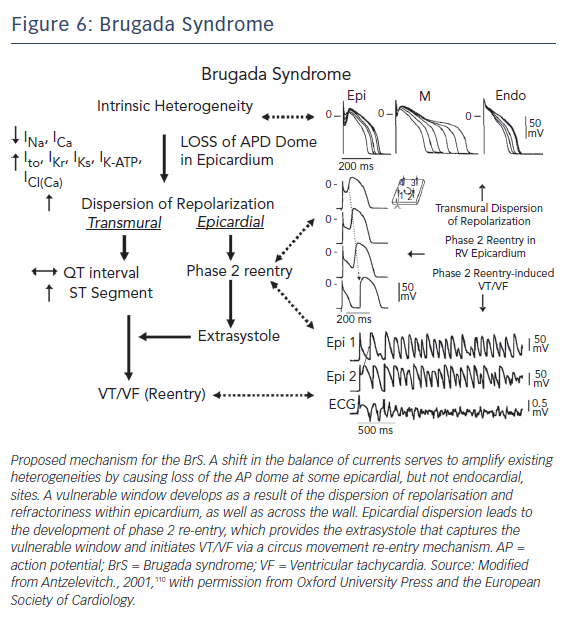 Figure 6: Brugada Syndrome
Brugada Syndrome
Intrinsic Heterogeneity
Epi
M
Endo
0 –
0 –
0 –
50
mV
200 ms
↓ INa, ICa
↑ Ito, IKr, IKs, IK-ATP,
ICl(Ca)
LOSS of APD Dome
in Epicardium
↑
Dispersion of Repolarization
Transmural
Epicardial
0 –
0 –
0 –
0 –
4
3
1
2
50
mV
200 ms
Transmural Dispersion
of Repolarization
Phase 2 Reentry in
RV Epicardium
Phase 2 Reentry-induced
VT/VF
↔ QT interval
↑ ST Segment
Phase 2 reentry
Extrasystole
VT/VF (Reentry)
Epi 1
50
mV
Epi 2
50
mV
ECG
0.5
mV
500 ms
Proposed mechanism for the BrS. A shift in the balance of currents serves to amplify existing
heterogeneities by causing loss of the AP dome at some epicardial, but not endocardial,
sites. A vulnerable window develops as a result of the dispersion of repolarisation and
refractoriness within epicardium, as well as across the wall. Epicardial dispersion leads to
the development of phase 2 re-entry, which provides the extrasystole that captures the
vulnerable window and initiates VT/VF via a circus movement re-entry mechanism. AP =
action potential; BrS = Brugada syndrome; VF = Ventricular tachycardia. Source: Modified
from Antzelevitch., 2001,110 with permission from Oxford University Press and the European
Society of Cardiology.